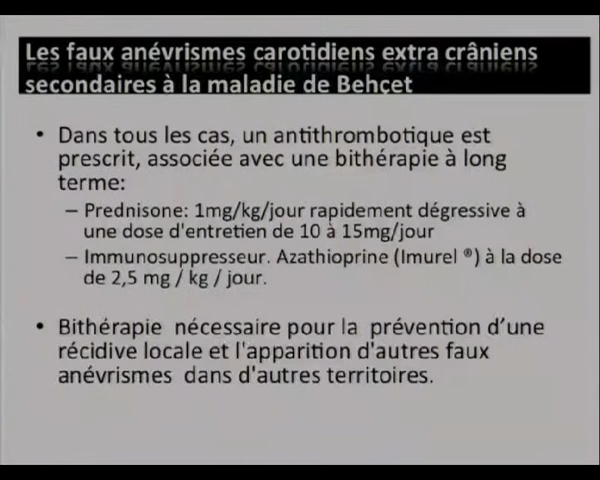 Les faux anévrismes carotidiens extra crâniens
secondaires à la maladie de Behçet
• Dans tous les cas, un antithrombotique est
prescrit, associée avec une bithérapie à long
terme:
– Prednisone: 1mg/kg/jour rapidement dégressive à
une dose d'entretien de 10 à 15mg/jour
– Immunosuppresseur. Azathioprine (Imurel ®) à la dose
de 2,5 mg / kg / jour.
• Bithérapie nécessaire pour la prévention d’une
récidive locale et l'apparition d'autres faux
anévrismes dans d'autres territoires.